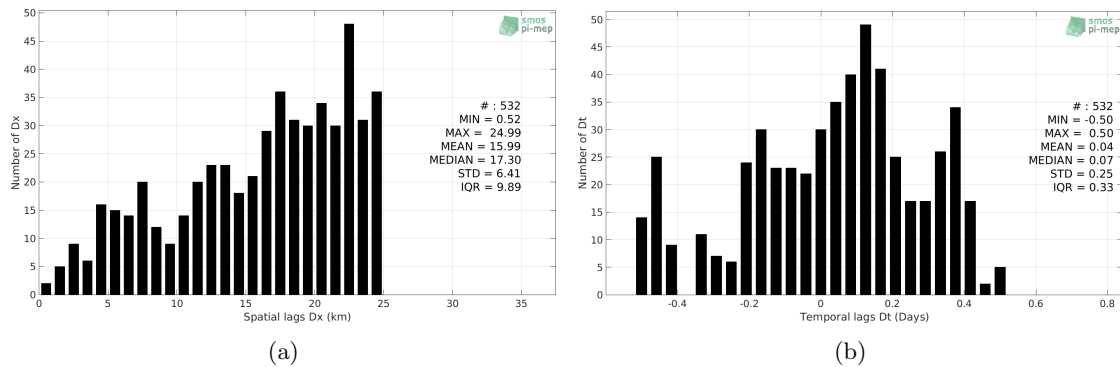 50
45
40
35
30
25
20
15
10
5
0
Number of Dx
0 5 10 15 20 25 30 35
Spatial lags Dx (km)
smos
pi-mep
# : 532
MIN = 0.52
MAX = 24.99
MEAN = 15.99
MEDIAN = 17.30
STD = 6.41
IQR = 9.89
(a)
50
45
40
35
30
25
20
15
10
5
0
Number of Dt
-0.4 -0.2 0 0.2 0.4 0.6 0.8
Temporal lags Dt (Days)
smos
pi-mep
# : 532
MIN = -0.50
MAX = 0.50
MEAN = 0.04
MEDIAN = 0.07
STD = 0.25
IQR = 0.33
(b)